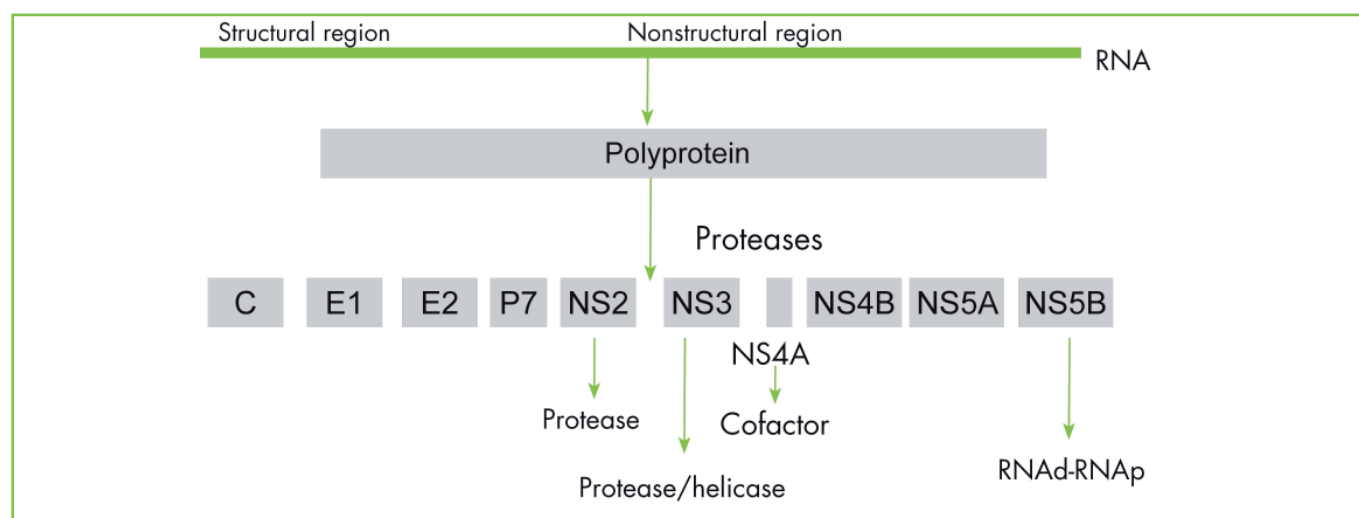 Structural region
Nonstructural region
RNA
Polyprotein
Proteases
C E1 E2 P7 NS2 NS3 NS4B NS5A NS5B
NS4A
Protease
Cofactor
Protease/helicase
RNAd-RNAp